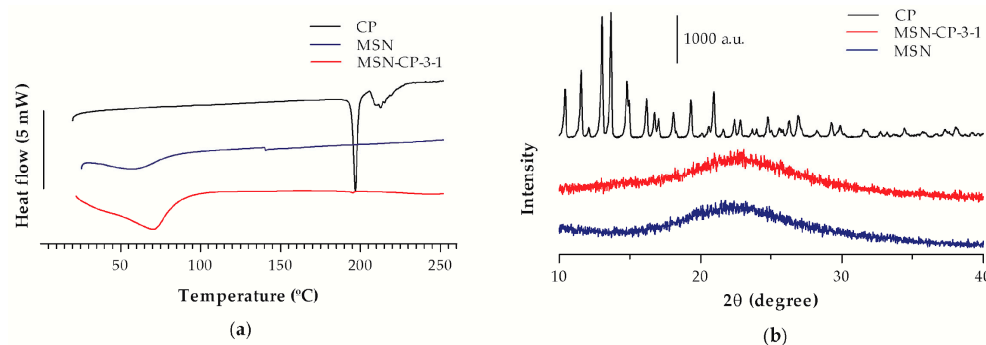 CP
MSN
MSN-CP-3-1
Heat flow (5 mW)
50
100
150
200
250
Temperature (ºC)
(a)
1000 a.u.
CP
MSN-CP-3-1
MSN
Intensity
10
20
30
40
2θ (degree)
(b)